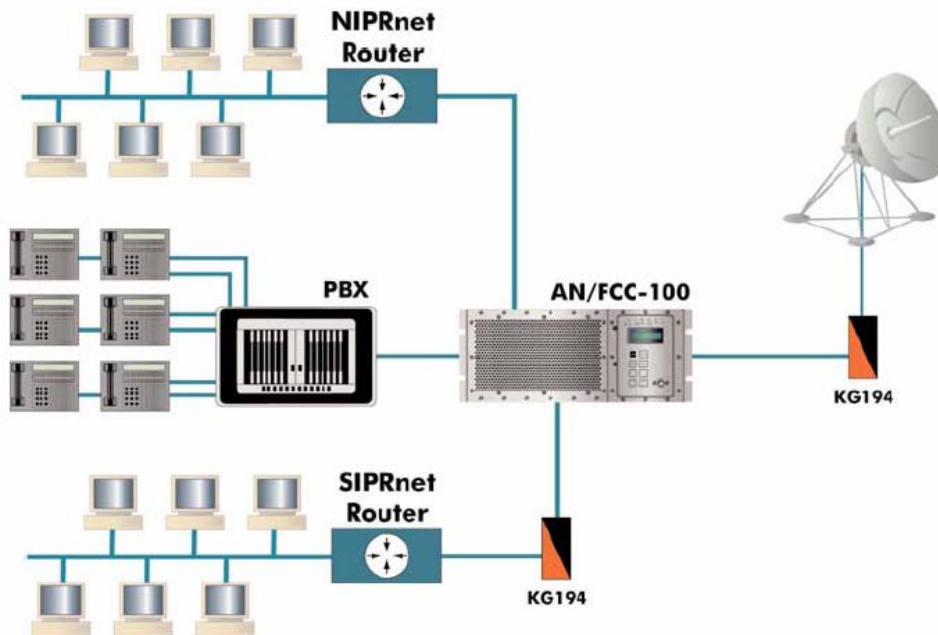 NIPRnet
Router
PBX
AN/FCC-100
KG194
SIPRnet
Router
KG194